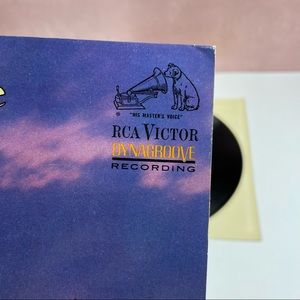 "HIS MASTER'S VOICE"
RCA VICTOR
DYNAGROOVE
RECORDING